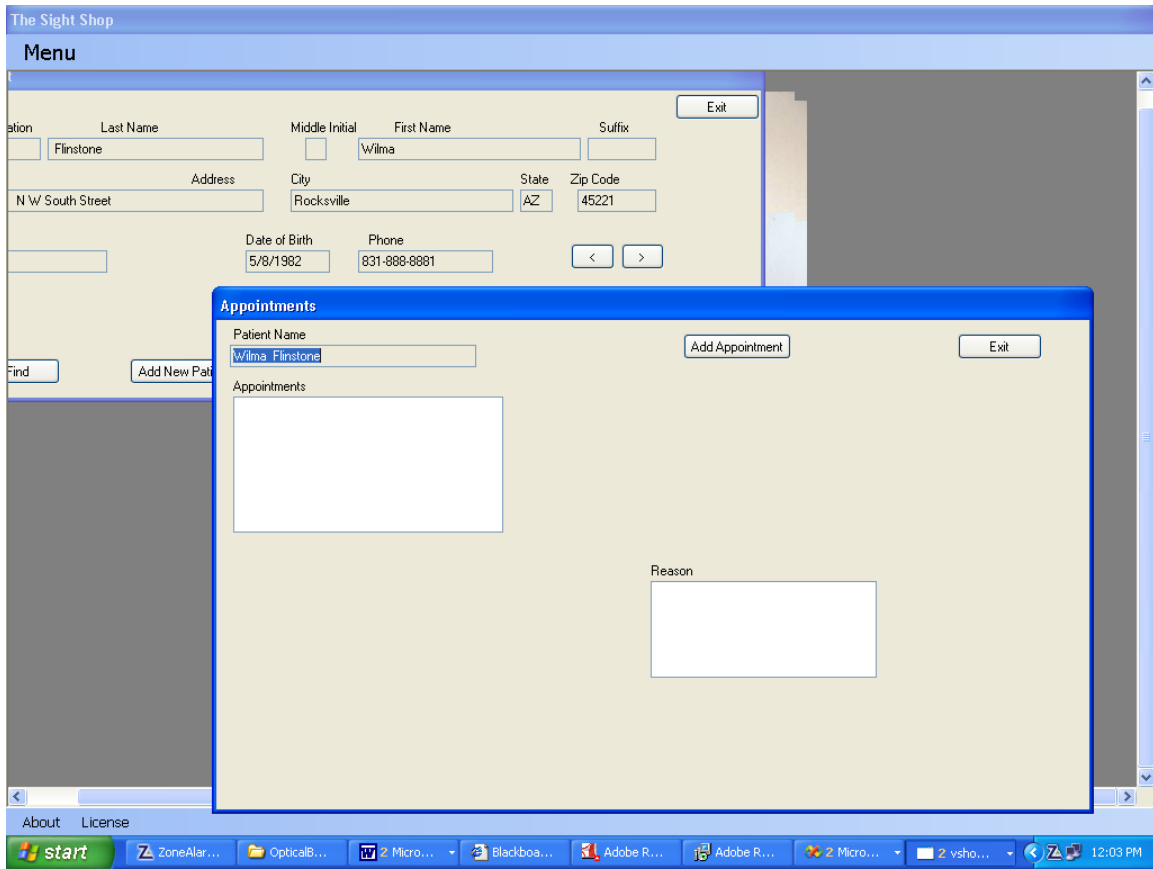 The Sight Shop
Menu
t
Exit
ation Last Name Middle Initial First Name Suffix
Flinstone Wilma
Address City State Zip Code
N W South Street Rocksville AZ 45221
Date of Birth Phone
5/8/1982 831-888-8881 < >
Appointments
Patient Name
Add Appointment Exit
Wilma Flinstone
Find Add New Pati
Appointments
Reason
About License
start ZoneAlar... OpticalB... 2 Micro... Blackboa... Adobe R... Adobe R... 2 Micro... 2 vsho... 12:03 PM